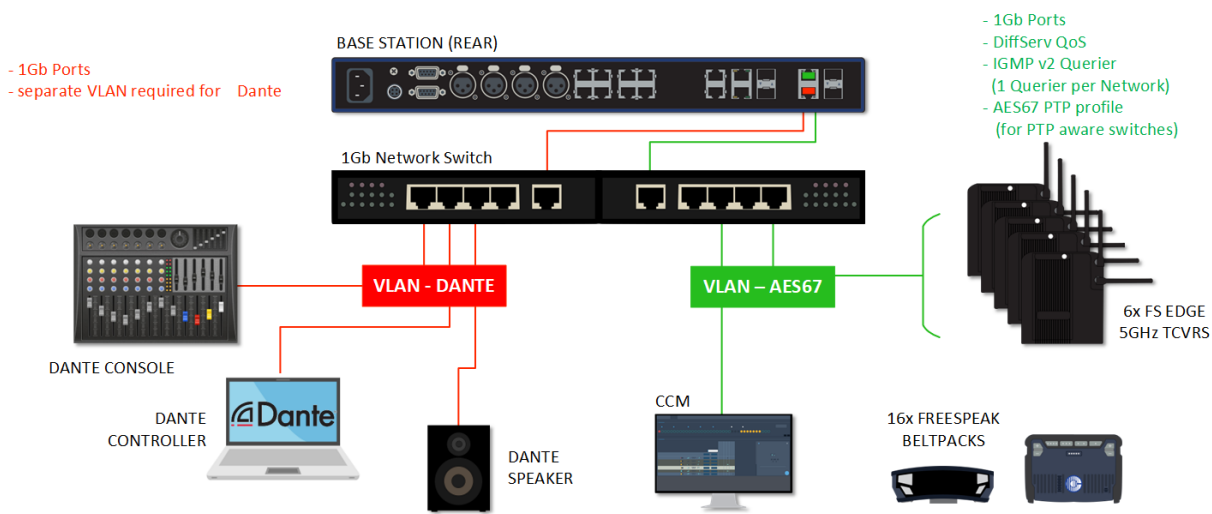 BASE STATION (REAR)
- 1Gb Ports
- separate VLAN required for Dante
- 1Gb Ports
- DiffServ QoS
- IGMP v2 Querier
(1 Querier per Network)
- AES67 PTP profile
(for PTP aware switches)
1Gb Network Switch
VLAN - DANTE
VLAN – AES67
6x FS EDGE
5GHz TCVRS
DANTE CONSOLE
Dante
DANTE
CONTROLLER
DANTE
SPEAKER
CCM
16x FREESPEAK
BELTPACKS